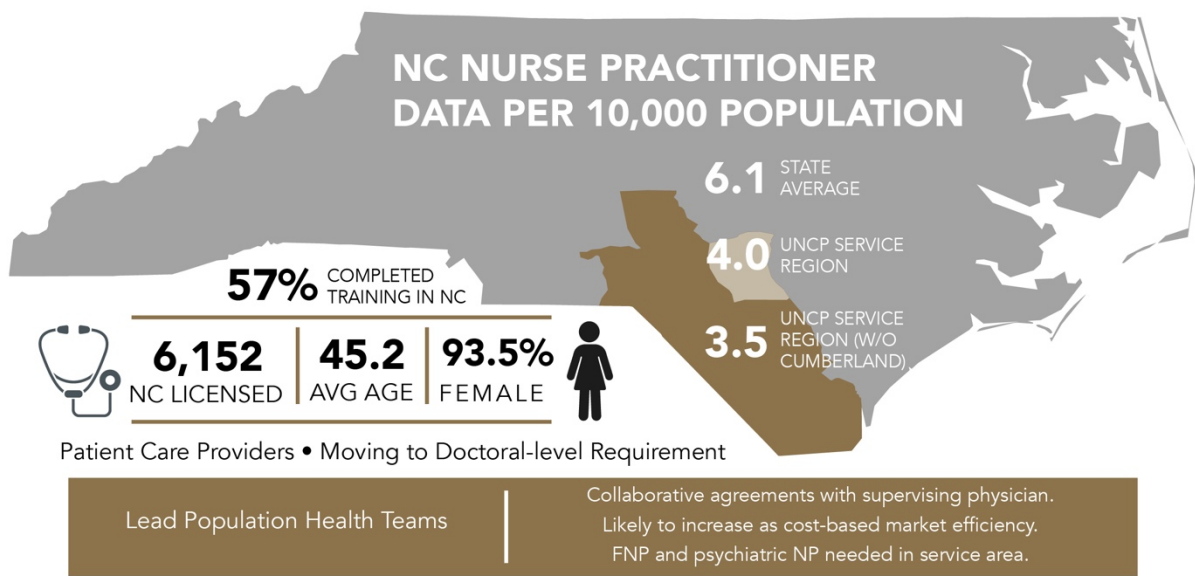 NC NURSE PRACTITIONER
DATA PER 10,000 POPULATION
6.1 STATE
AVERAGE
4.0 UNCP SERVICE
REGION
3.5 UNCP SERVICE
REGION (W/O
CUMBERLAND)
57% COMPLETED
TRAINING IN NC
6,152
NC LICENSED
45.2
AVG AGE
93.5%
FEMALE
Patient Care Providers • Moving to Doctoral-level Requirement
Lead Population Health Teams
Collaborative agreements with supervising physician.
Likely to increase as cost-based market efficiency.
FNP and psychiatric NP needed in service area.